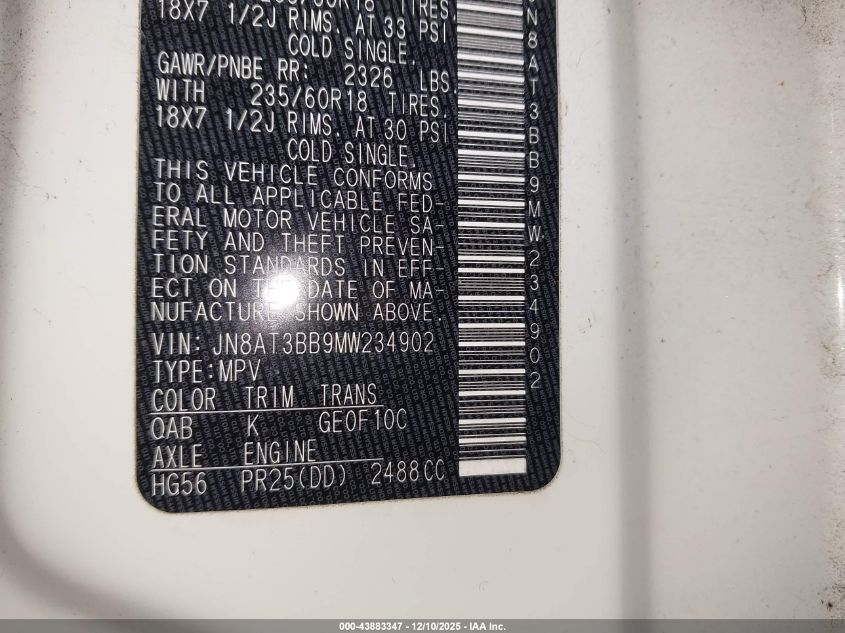 235/60R18 TIRES.
18X7 1/2J RIMS. AT 33 PSI
COLD SINGLE.
GAWR/PNBE RR: 2326 LBS.
WITH 235/60R18 TIRES.
18X7 1/2J RIMS. AT 30 PSI
COLD SINGLE.
THIS VEHICLE CONFORMS
TO ALL APPLICABLE FED-
ERAL MOTOR VEHICLE SA-
FETY AND THEFT PREVEN-
TION STANDARDS IN EFF-
ECT ON THE DATE OF MA-
NUFACTURE SHOWN ABOVE.
VIN: JN8AT3BB9MW234902
TYPE:MPV
COLOR TRIM TRANS
QAB K GE0F10C
AXLE ENGINE
HG56 PR25(DD) 2488CC
N8AT3BB9MW234902
000-43883347 - 12/10/2025 - IAA Inc.